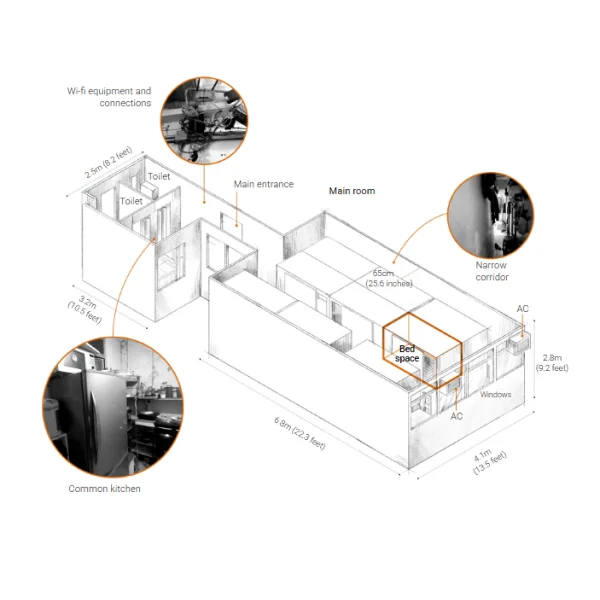 Wi-fi equipment and
connections
2.5m (8.2 feet)
Toilet
Toilet
Main entrance
Main room
Narrow
corridor
65cm
(25.6 inches)
AC
Bed
space
2.8m
(9.2 feet)
Windows
AC
3.2m
(10.5 feet)
6.8m (22.3 feet)
4.1m
(13.5 feet)
Common kitchen